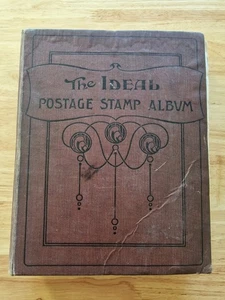 The IDEAL
POSTAGE STAMP ALBUM